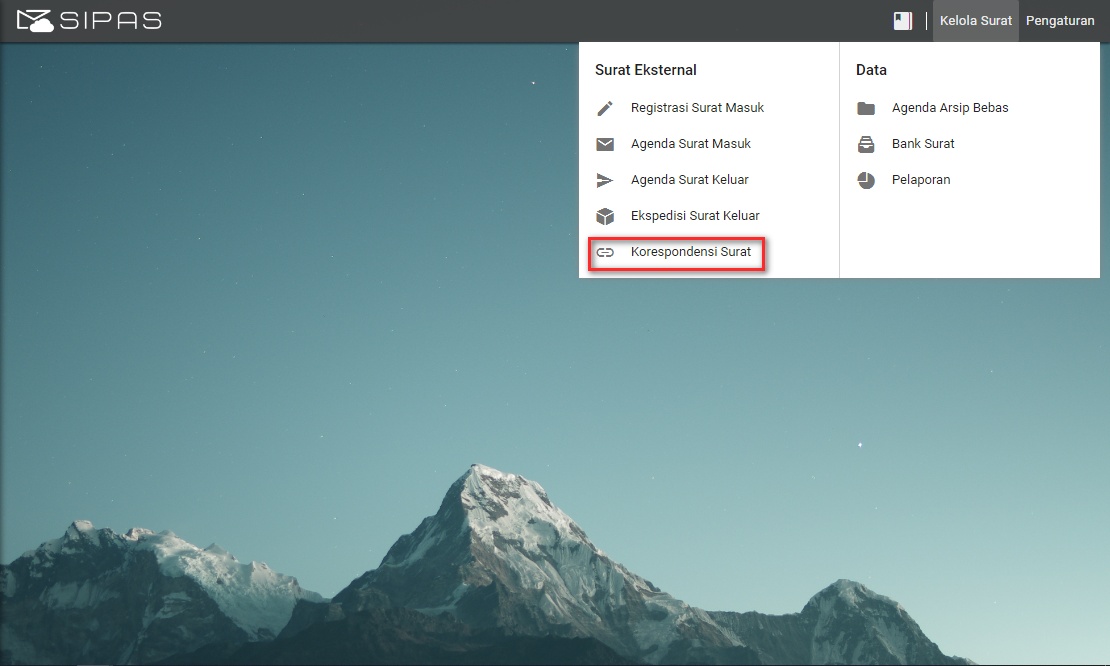 SIPAS
Kelola Surat
Pengaturan
Surat Eksternal
Registrasi Surat Masuk
Agenda Surat Masuk
Agenda Surat Keluar
Ekspedisi Surat Keluar
Korespondensi Surat
Data
Agenda Arsip Bebas
Bank Surat
Pelaporan